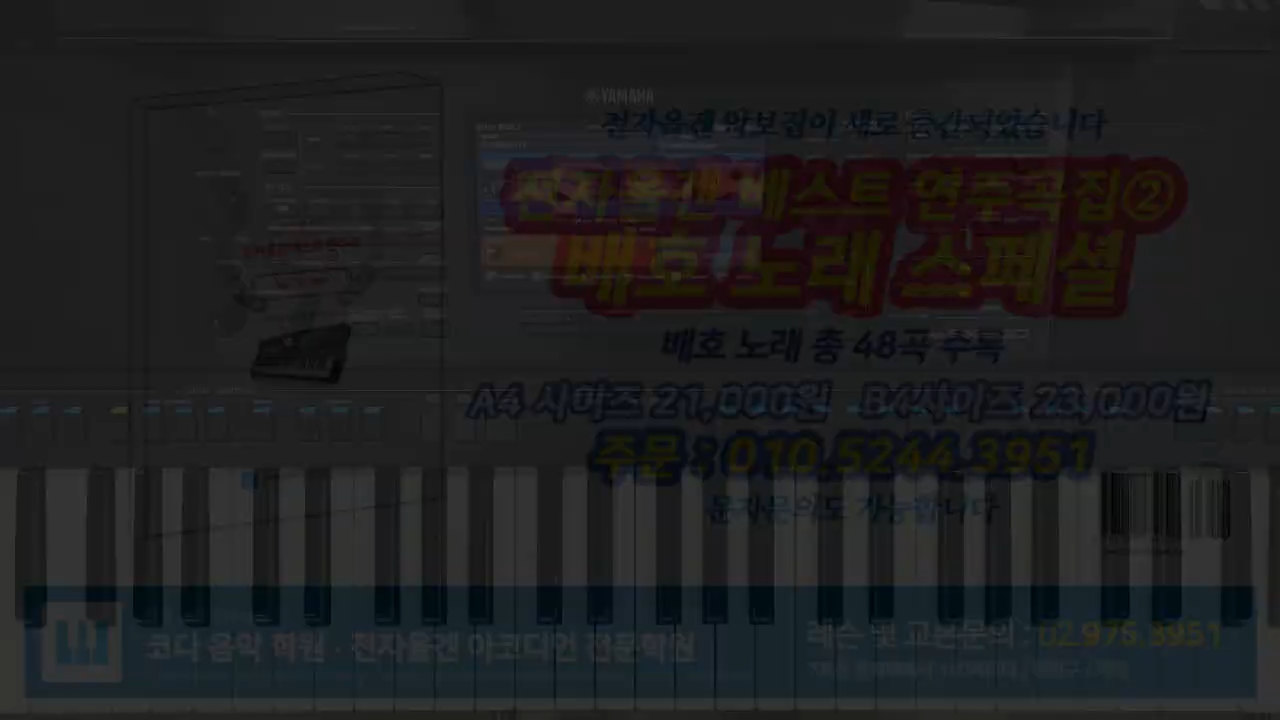 YAMAHA
전자올겐 악보집이 새로 출간되었습니다
전자올겐 베스트 연주곡집②
배호 노래 스페셜
배호 노래 총 48곡 수록
A4 사이즈 21,000원 B4사이즈 23,000원
주문 : 010.5244.3951
문자문의도 가능합니다
코다 음악 학원 · 전자올겐 아코디언 전문학원
레슨 및 교본문의 : 02.976.3951